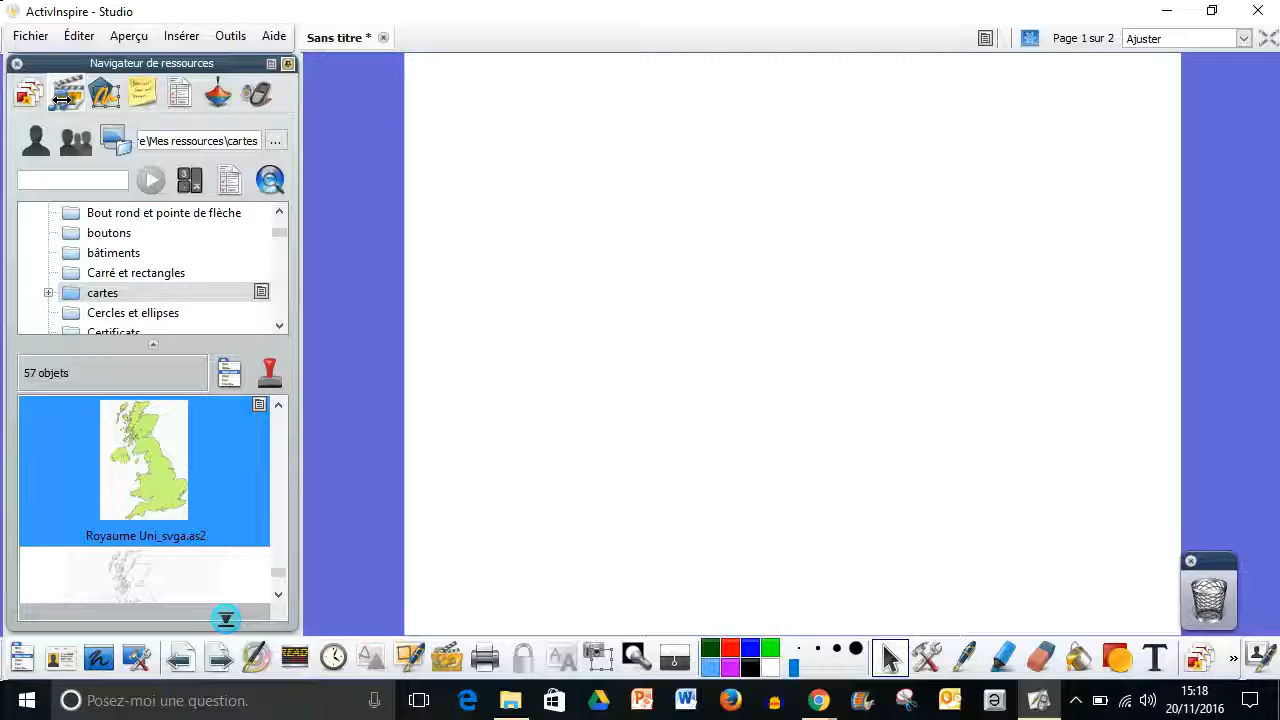 ActivInspire - Studio
Fichier Éditer Aperçu Insérer Outils Aide
Sans titre *
Page 1 sur 2
Ajuster
Navigateur de ressources
e\Mes ressources\cartes
...
Bout rond et pointe de flèche
boutons
bâtiments
Carré et rectangles
cartes
Cercles et ellipses
Certificats
57 objets
Royaume Uni_svga.as2
T
Posez-moi une question.
15:18
20/11/2016